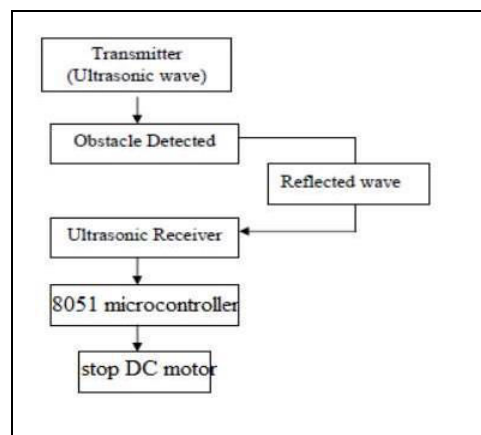 Transmitter
(Ultrasonic wave)
Obstacle Detected
Reflected wave
Ultrasonic Receiver
8051 microcontroller
stop DC motor